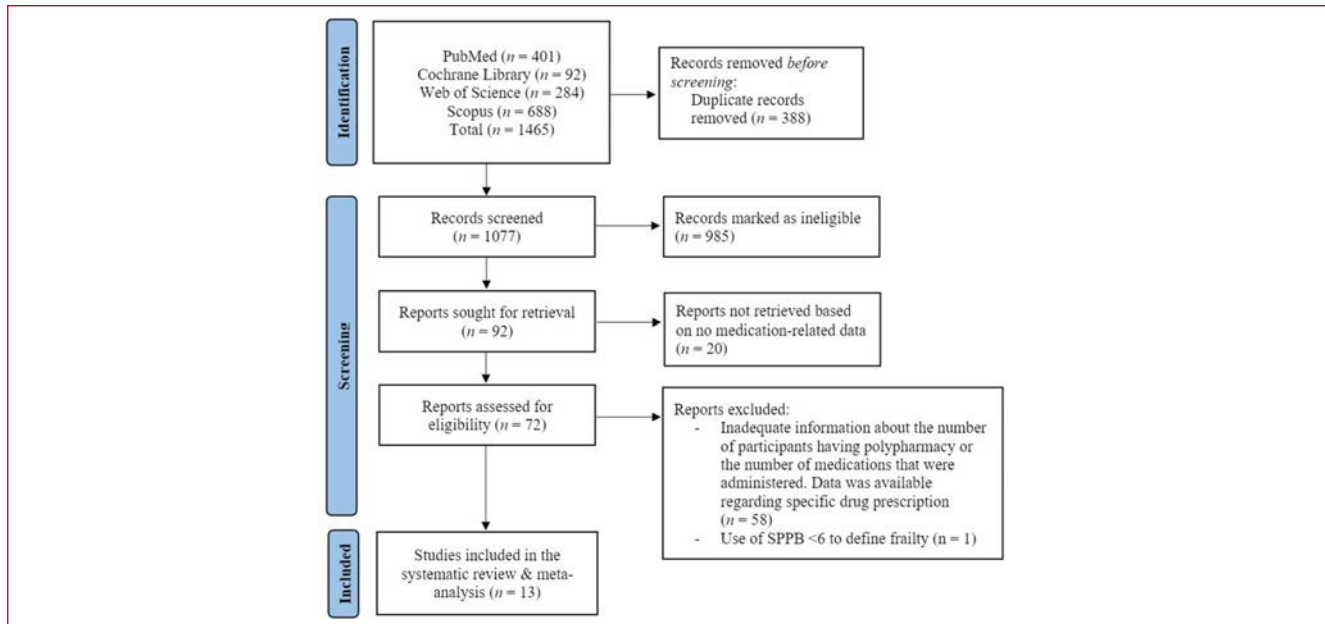 Identification
PubMed (n = 401)
Cochrane Library (n = 92)
Web of Science (n = 284)
Scopus (n = 688)
Total (n = 1465)
Records removed before
screening:
Duplicate records
removed (n = 388)
Screening
Records screened
(n = 1077)
Records marked as ineligible
(n = 985)
Reports sought for retrieval
(n = 92)
Reports not retrieved based
on no medication-related data
(n = 20)
Reports assessed for
eligibility (n = 72)
Reports excluded:
- Inadequate information about the number
of participants having polypharmacy or
the number of medications that were
administered. Data was available
regarding specific drug prescription
(n = 58)
- Use of SPPB <6 to define frailty (n = 1)
Included
Studies included in the
systematic review & meta-
analysis (n = 13)